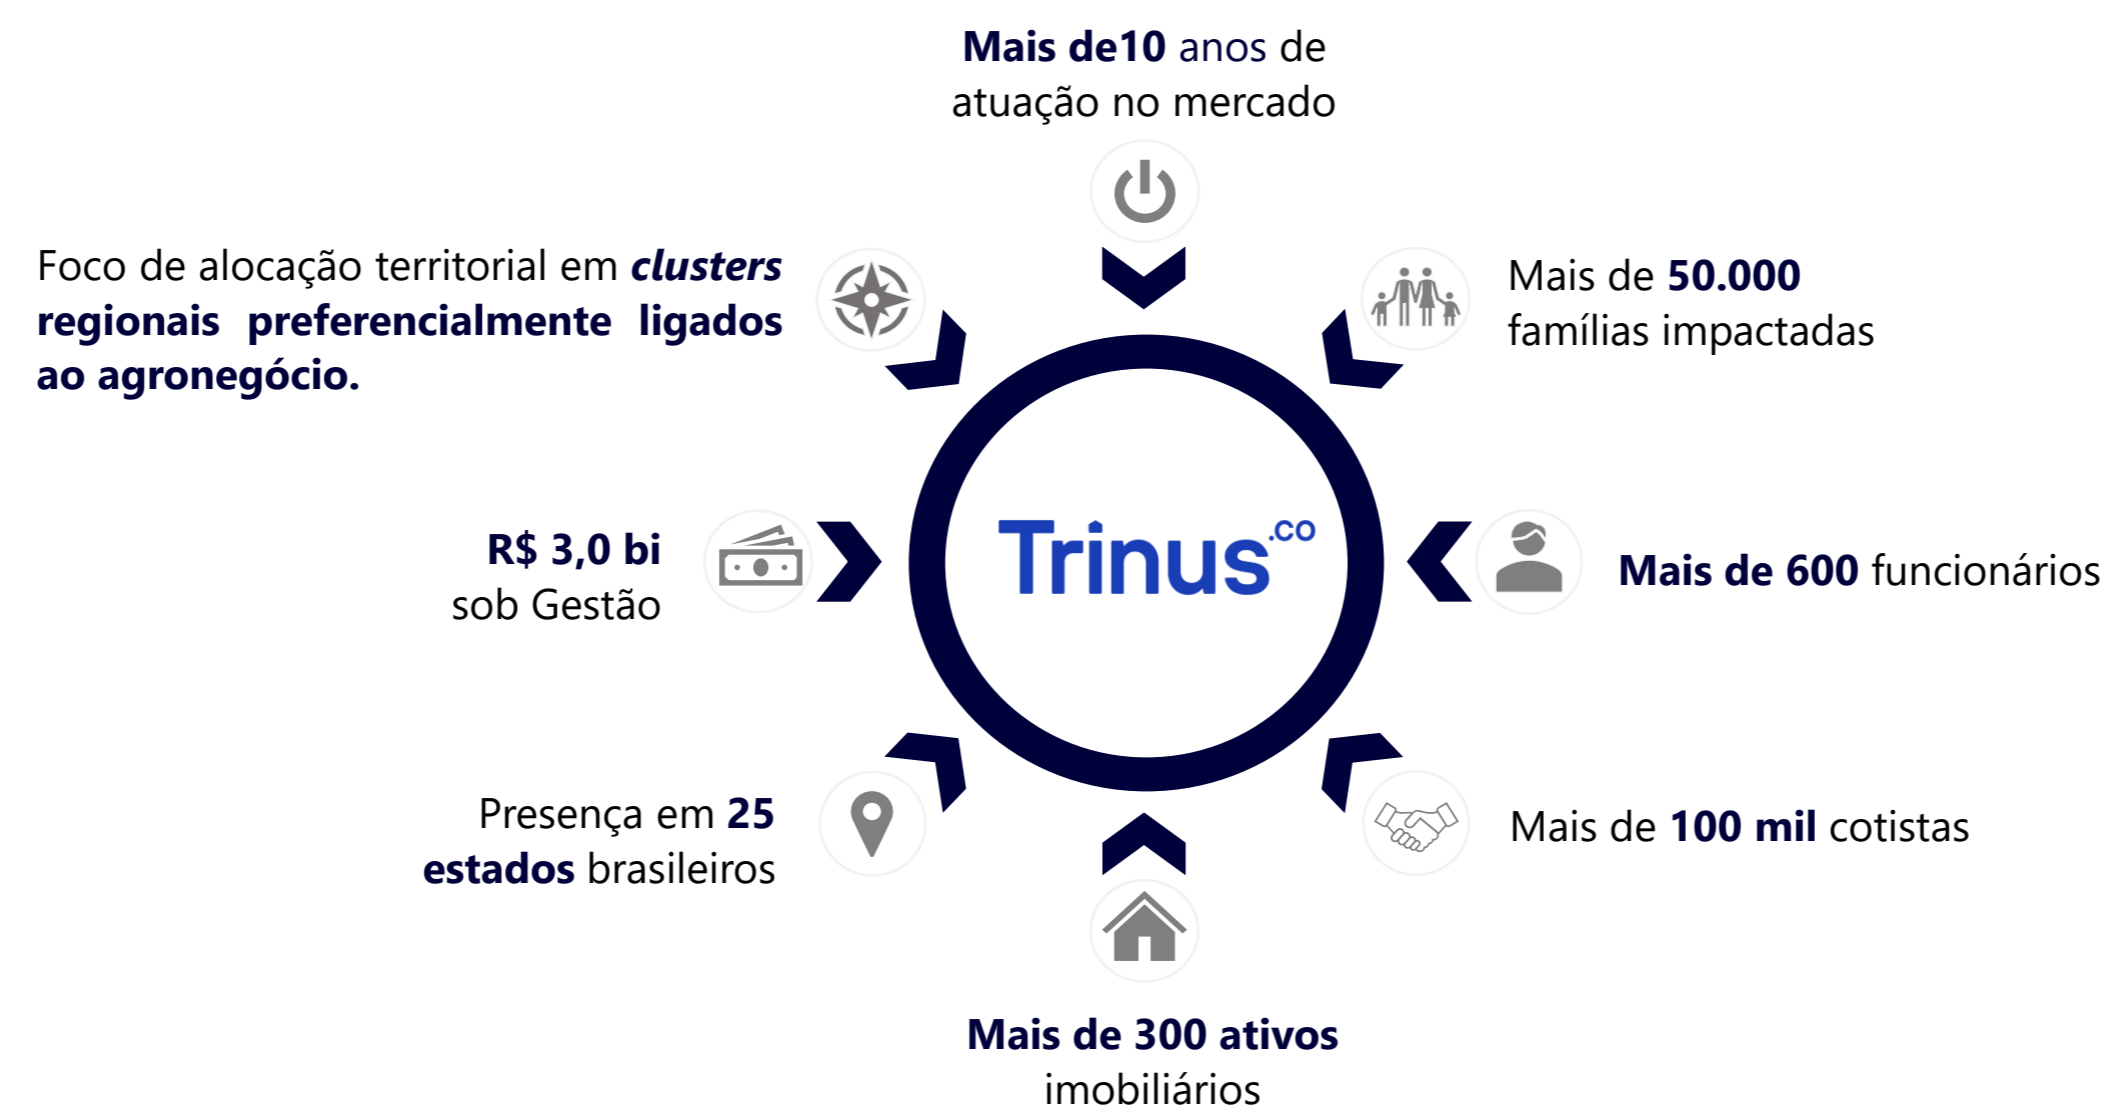 Mais de10 anos de
atuação no mercado
Foco de alocação territorial em clusters
regionais preferencialmente ligados
ao agronegócio.
Mais de 50.000
famílias impactadas
R$ 3,0 bi
sob Gestão
Trinus.co
Mais de 600 funcionários
Presença em 25
estados brasileiros
Mais de 100 mil cotistas
Mais de 300 ativos
imobiliários